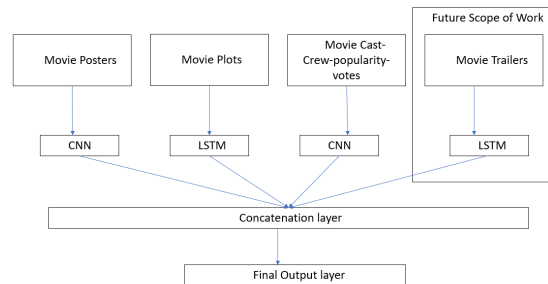 Future Scope of Work
Movie Posters
Movie Plots
Movie Cast-
Crew-popularity-
votes
Movie Trailers
CNN
LSTM
CNN
LSTM
Concatenation layer
Final Output layer